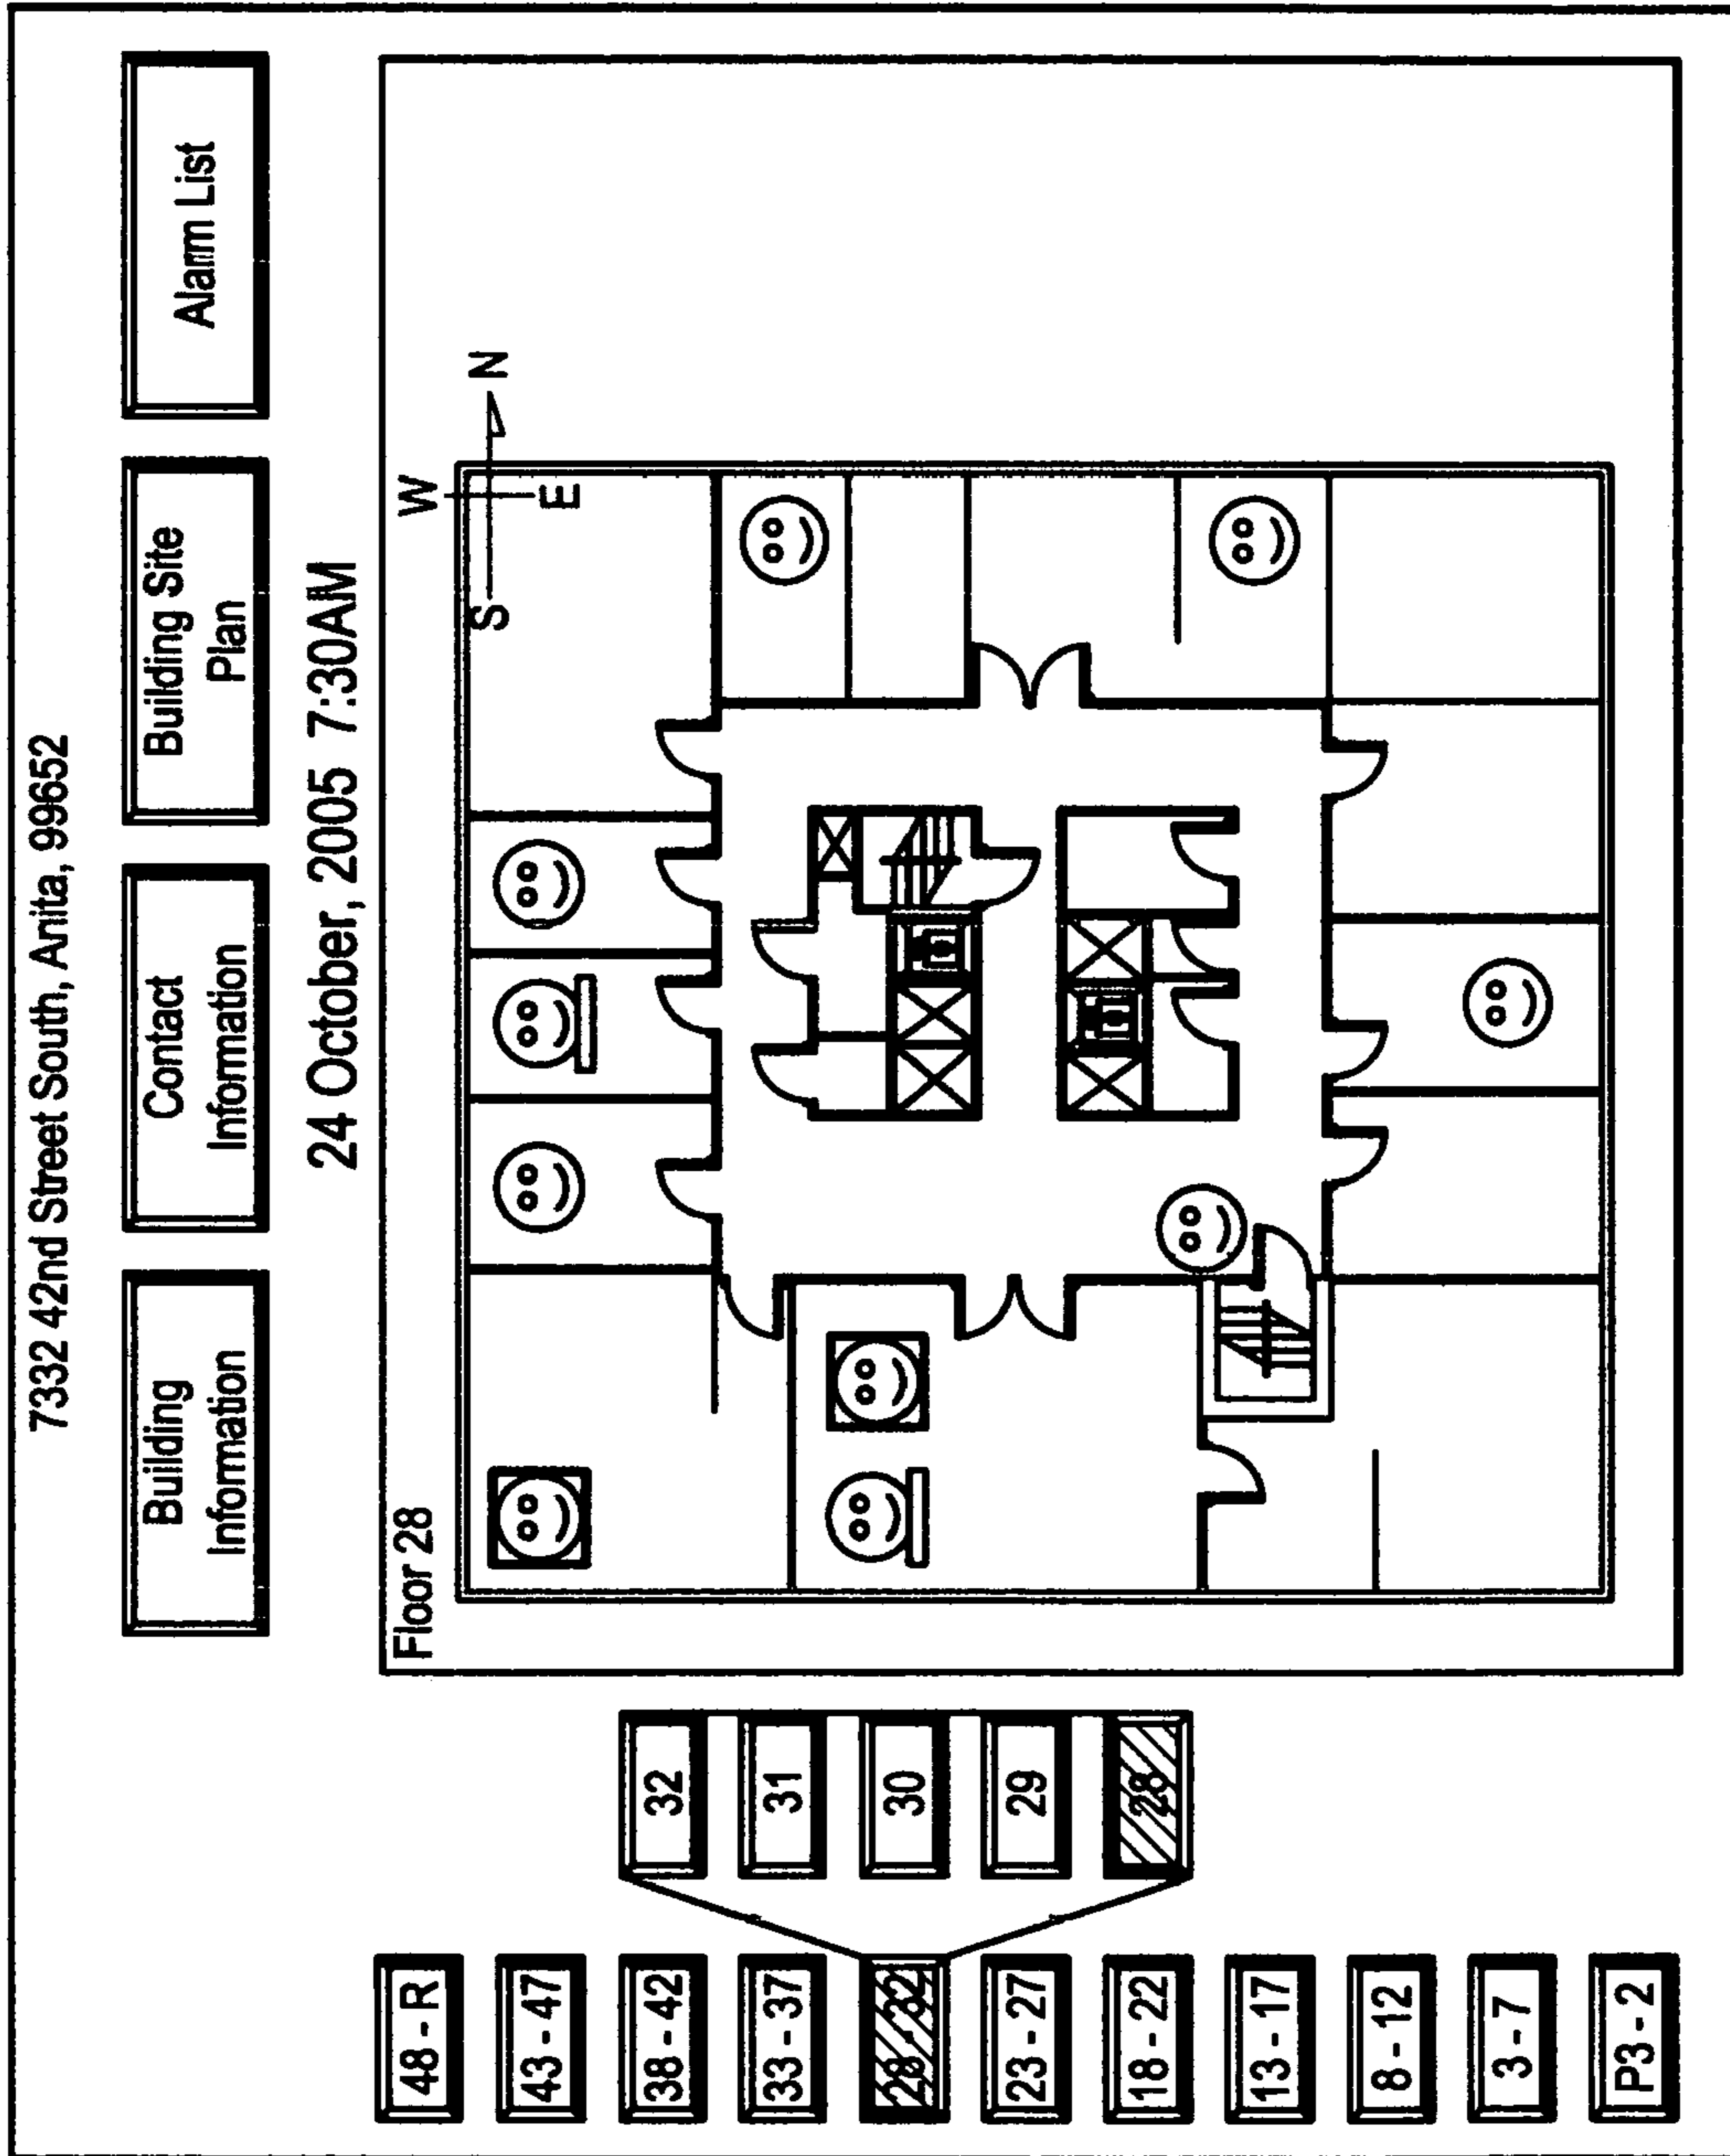 7332 42nd Street South, Anita, 99652
Building
Information
Contact
Information
Building Site
Plan
Alarm List
24 October, 2005 7:30AM
Floor 28
W
S
N
E
48 - R
43 - 47
38 - 42
33 - 37
28 - 32
23 - 27
18 - 22
13 - 17
8 - 12
3 - 7
P3 - 2
32
31
30
29
28